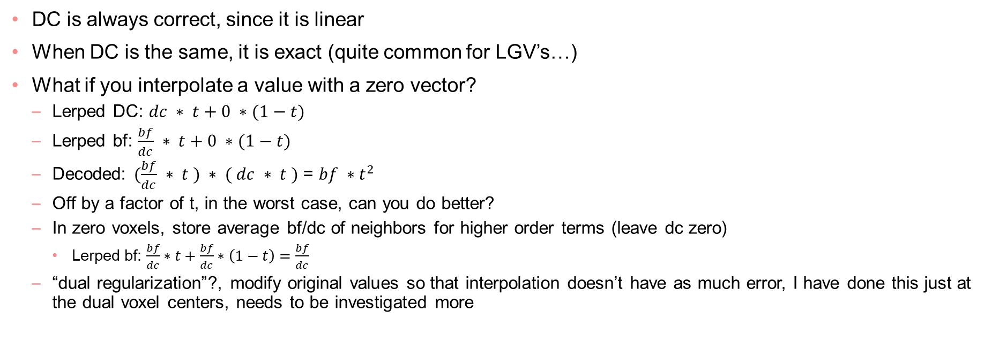 • DC is always correct, since it is linear
• When DC is the same, it is exact (quite common for LGV's…)
• What if you interpolate a value with a zero vector?
– Lerped DC: dc * t + 0 * (1 − t)
– Lerped bf: bf/dc * t + 0 * (1 − t)
– Decoded: (bf/dc * t ) * ( dc * t ) = bf * t²
– Off by a factor of t, in the worst case, can you do better?
– In zero voxels, store average bf/dc of neighbors for higher order terms (leave dc zero)
• Lerped bf: bf/dc * t + bf/dc * (1 − t) = bf/dc
– “dual regularization”?, modify original values so that interpolation doesn’t have as much error, I have done this just at
the dual voxel centers, needs to be investigated more